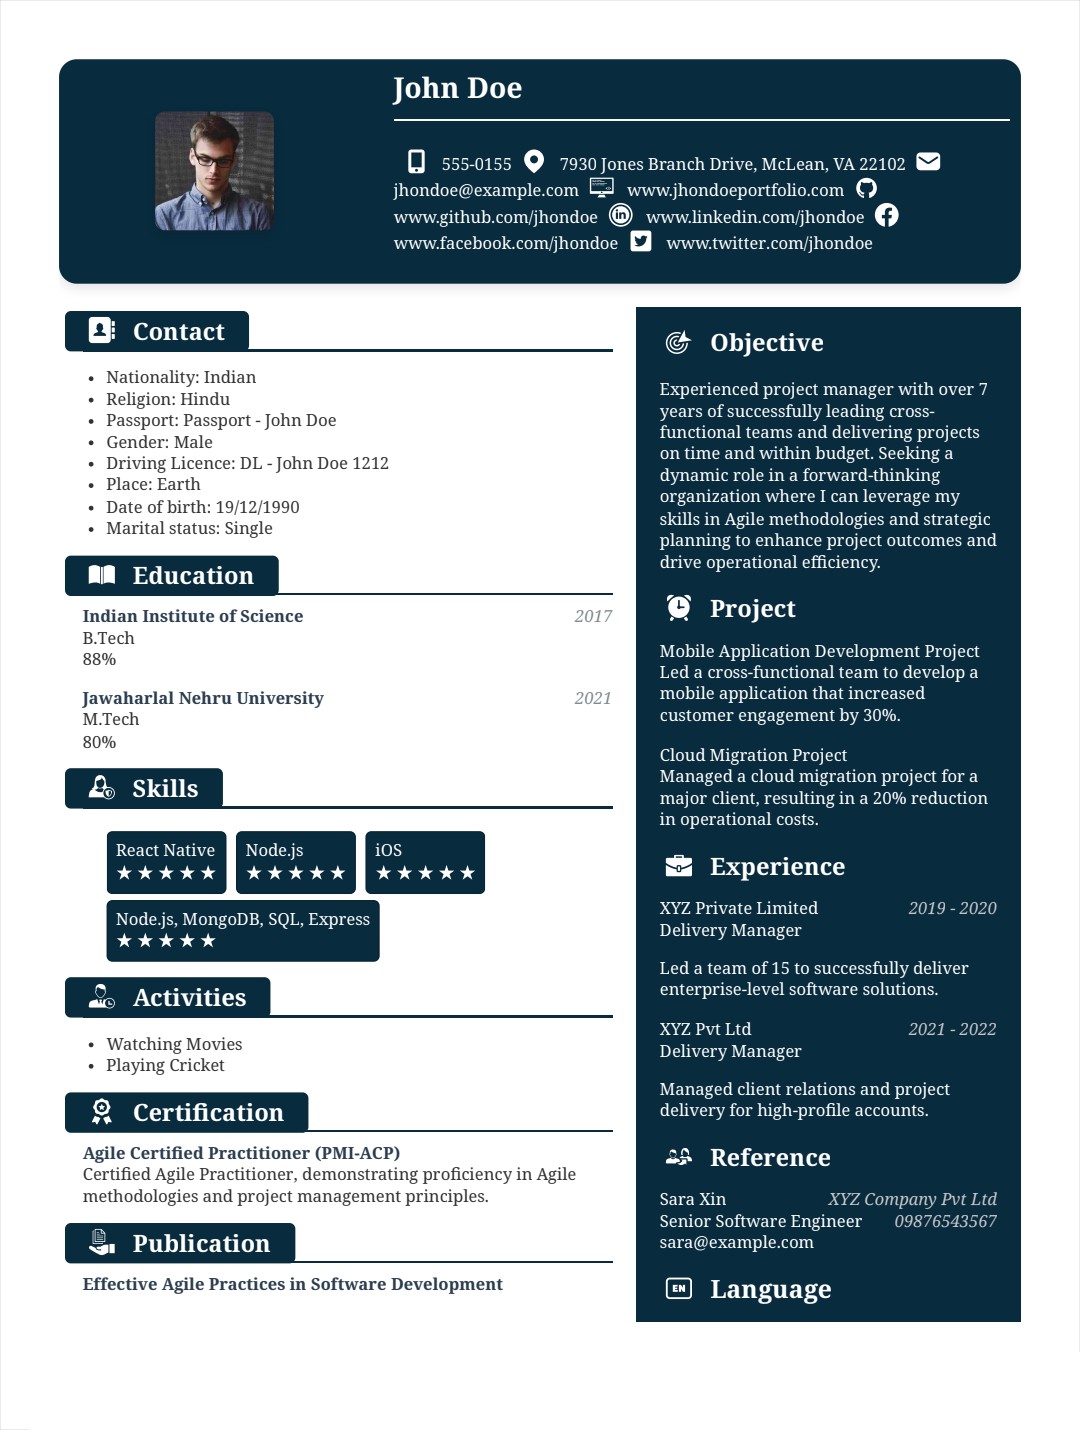 John Doe
555-0155 7930 Jones Branch Drive, McLean, VA 22102
jhondoe@example.com www.jhondoeportfolio.com
www.github.com/jhondoe www.linkedin.com/jhondoe
www.facebook.com/jhondoe www.twitter.com/jhondoe
Contact
• Nationality: Indian
• Religion: Hindu
• Passport: Passport - John Doe
• Gender: Male
• Driving Licence: DL - John Doe 1212
• Place: Earth
• Date of birth: 19/12/1990
• Marital status: Single
Education
Indian Institute of Science 2017
B.Tech
88%
Jawaharlal Nehru University 2021
M.Tech
80%
Skills
React Native Node.js iOS
★★★★★ ★★★★★ ★★★★★
Node.js, MongoDB, SQL, Express
★★★★★
Activities
• Watching Movies
• Playing Cricket
Certification
Agile Certified Practitioner (PMI-ACP)
Certified Agile Practitioner, demonstrating proficiency in Agile
methodologies and project management principles.
Publication
Effective Agile Practices in Software Development
Objective
Experienced project manager with over 7
years of successfully leading cross-
functional teams and delivering projects
on time and within budget. Seeking a
dynamic role in a forward-thinking
organization where I can leverage my
skills in Agile methodologies and strategic
planning to enhance project outcomes and
drive operational efficiency.
Project
Mobile Application Development Project
Led a cross-functional team to develop a
mobile application that increased
customer engagement by 30%.
Cloud Migration Project
Managed a cloud migration project for a
major client, resulting in a 20% reduction
in operational costs.
Experience
XYZ Private Limited 2019 - 2020
Delivery Manager
Led a team of 15 to successfully deliver
enterprise-level software solutions.
XYZ Pvt Ltd 2021 - 2022
Delivery Manager
Managed client relations and project
delivery for high-profile accounts.
Reference
Sara Xin XYZ Company Pvt Ltd
Senior Software Engineer 09876543567
sara@example.com
EN Language